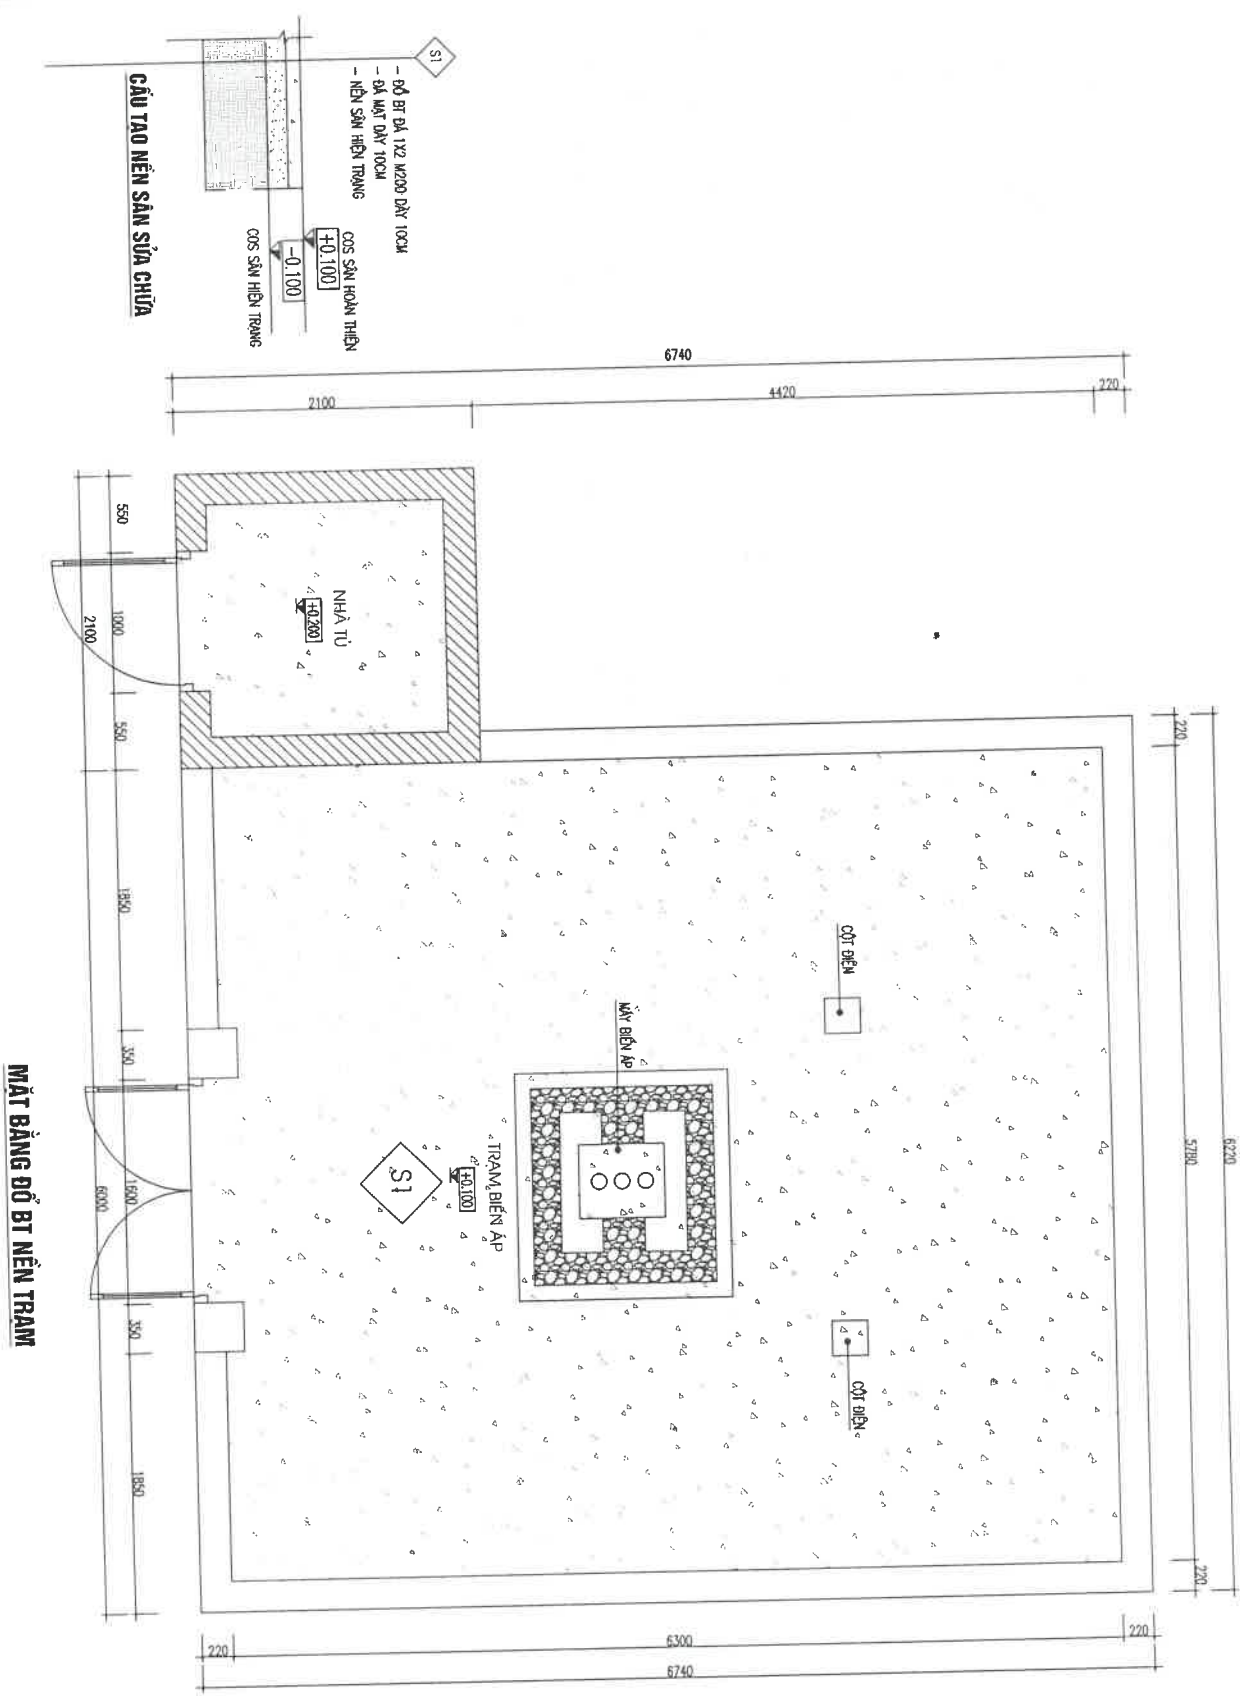 S1
- ĐỔ BT ĐÁ 1X2 M200 DÀY 10CM
- ĐÁ MẠT DÀY 10CM
- NỀN SÂN HIỆN TRẠNG
COS SÂN HOÀN THIỆN
+0.100
-0.100
COS SÂN HIỆN TRẠNG
CẤU TẠO NỀN SÂN SỬA CHỮA
6740
2100
4420
220
220
5780
220
6220
CỘT ĐIỆN
CỘT ĐIỆN
MÁY BIẾN ÁP
TRẠM BIẾN ÁP
+0.100
S1
NHÀ TỦ
+0.200
550
1000
550
1850
350
1600
350
1850
2100
6000
220
6300
220
6740
MẶT BẰNG ĐỔ BT NỀN TRẠM